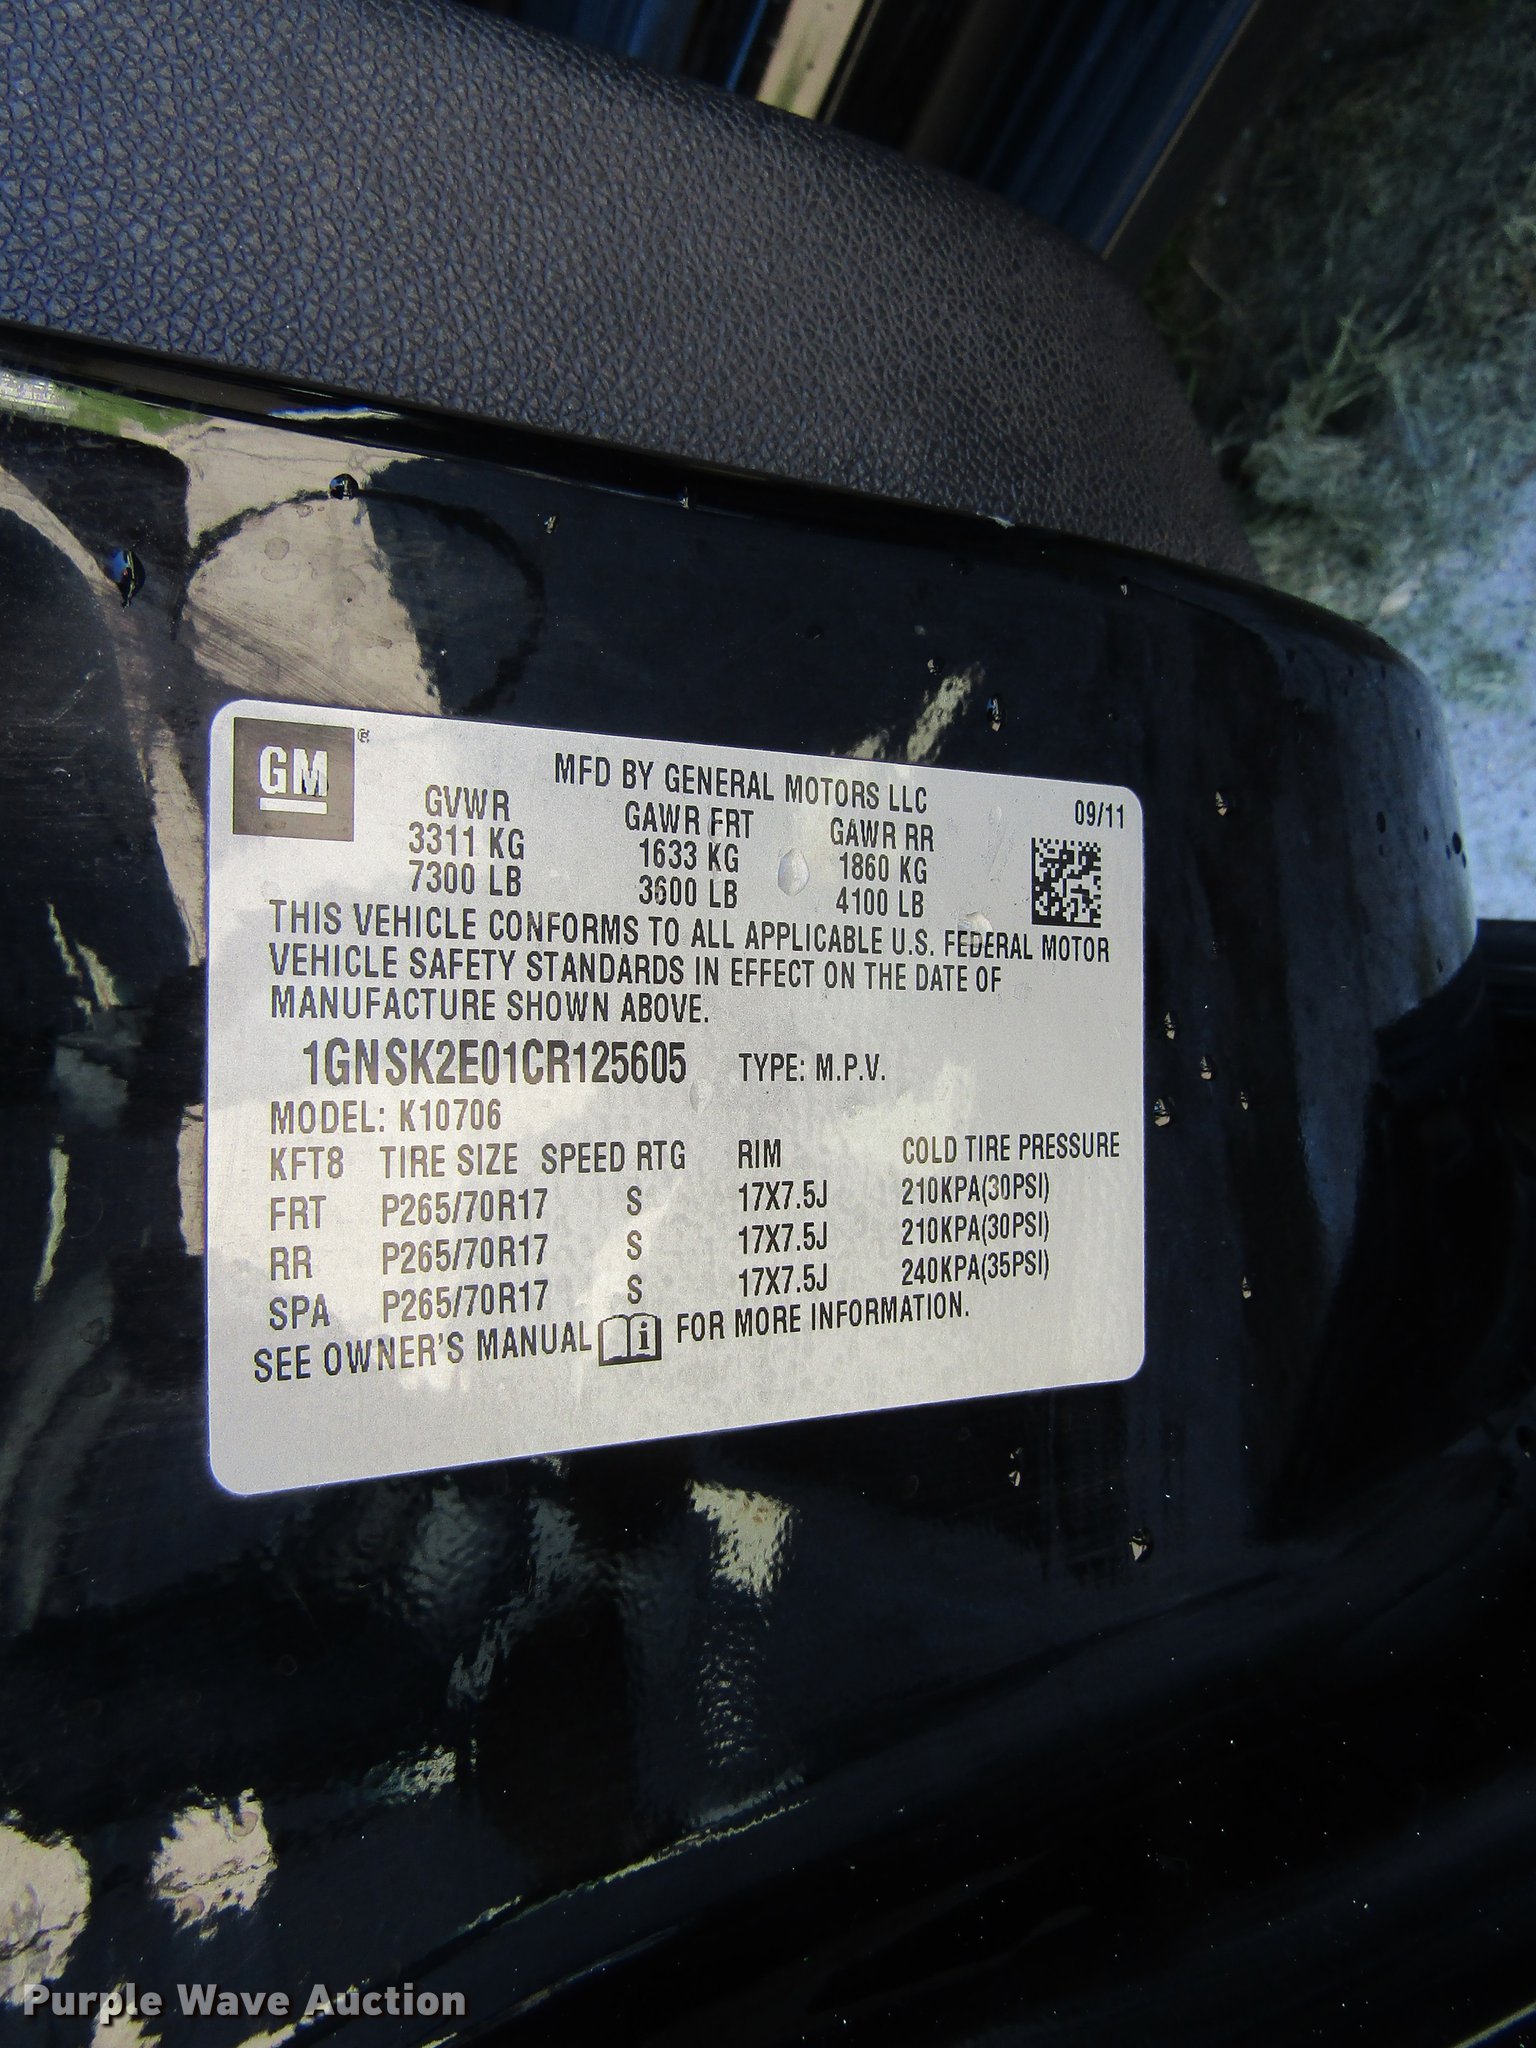 GM®
MFD BY GENERAL MOTORS LLC
09/11
GVWR GAWR FRT GAWR RR
3311 KG 1633 KG 1860 KG
7300 LB 3600 LB 4100 LB
THIS VEHICLE CONFORMS TO ALL APPLICABLE U.S. FEDERAL MOTOR
VEHICLE SAFETY STANDARDS IN EFFECT ON THE DATE OF
MANUFACTURE SHOWN ABOVE.
1GNSK2E01CR125605 TYPE: M.P.V.
MODEL: K10706
KFT8 TIRE SIZE SPEED RTG RIM COLD TIRE PRESSURE
FRT P265/70R17 S 17X7.5J 210KPA(30PSI)
RR P265/70R17 S 17X7.5J 210KPA(30PSI)
SPA P265/70R17 S 17X7.5J 240KPA(35PSI)
SEE OWNER'S MANUAL i FOR MORE INFORMATION.
Purple Wave Auction